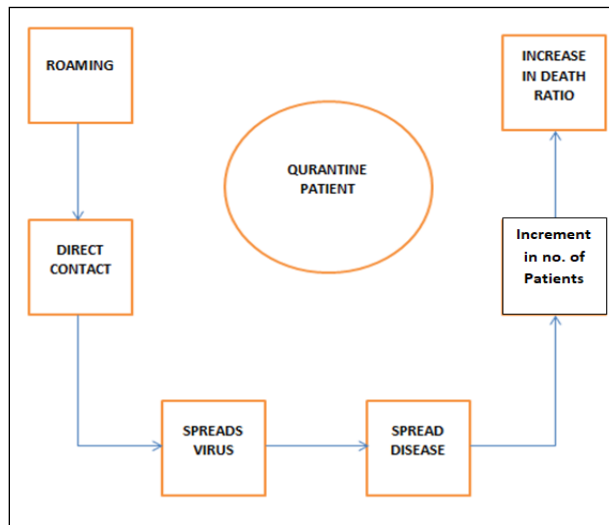 ROAMING
INCREASE
IN DEATH
RATIO
QURANTINE
PATIENT
DIRECT
CONTACT
Increment
in no. of
Patients
SPREADS
VIRUS
SPREAD
DISEASE